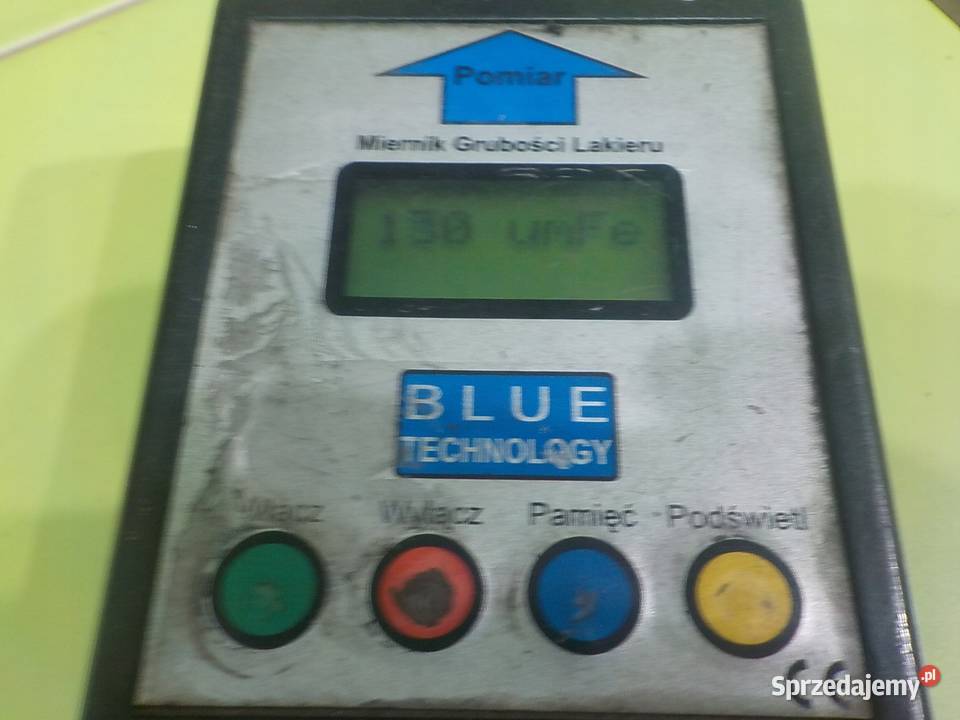 Pomiar
Miernik Grubości Lakieru
130 umFe
BLUE
TECHNOLOGY
Włącz Wyłącz Pamięć Podświetl
CE
Sprzedajemy.pl